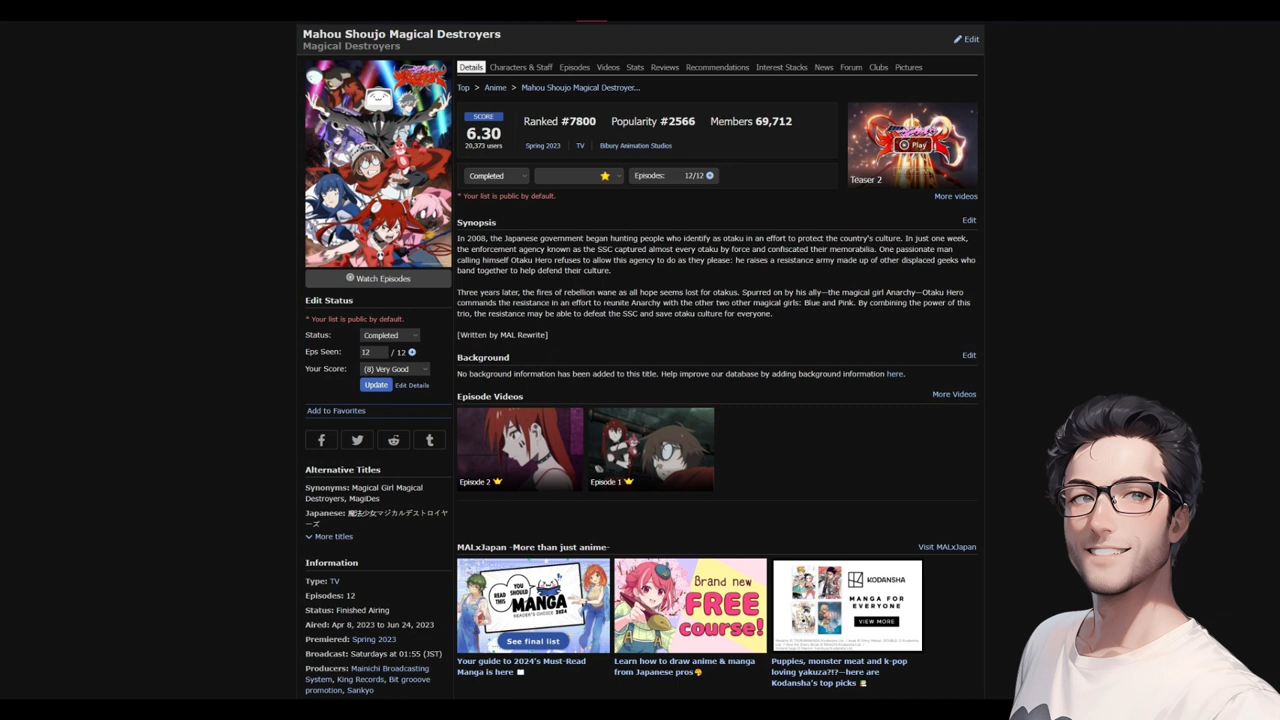 Mahou Shoujo Magical Destroyers
Magical Destroyers
Edit
Details Characters & Staff Episodes Videos Stats Reviews Recommendations Interest Stacks News Forum Clubs Pictures
Top > Anime > Mahou Shoujo Magical Destroyer...
SCORE
6.30
20,373 users
Ranked #7800 Popularity #2566 Members 69,712
Spring 2023 | TV | Bibury Animation Studios
Play
Teaser 2
Completed
Episodes: 12/12
* Your list is public by default.
More videos
Synopsis
Edit
In 2008, the Japanese government began hunting people who identify as otaku in an effort to protect the country's culture. In just one week,
the enforcement agency known as the SSC captured almost every otaku by force and confiscated their memorabilia. One passionate man
calling himself Otaku Hero refuses to allow this agency to do as they please: he raises a resistance army made up of other displaced geeks who
band together to help defend their culture.
Three years later, the fires of rebellion wane as all hope seems lost for otakus. Spurred on by his ally—the magical girl Anarchy—Otaku Hero
commands the resistance in an effort to reunite Anarchy with the other two other magical girls: Blue and Pink. By combining the power of this
trio, the resistance may be able to defeat the SSC and save otaku culture for everyone.
[Written by MAL Rewrite]
Background
Edit
No background information has been added to this title. Help improve our database by adding background information here.
Episode Videos
More Videos
Episode 2
Episode 1
Watch Episodes
Edit Status
* Your list is public by default.
Status: Completed
Eps Seen: 12 / 12
Your Score: (8) Very Good
Update Edit Details
Add to Favorites
Alternative Titles
Synonyms: Magical Girl Magical
Destroyers, MagiDes
Japanese: 魔法少女マジカルデストロイヤ
ーズ
More titles
Information
Type: TV
Episodes: 12
Status: Finished Airing
Aired: Apr 8, 2023 to Jun 24, 2023
Premiered: Spring 2023
Broadcast: Saturdays at 01:55 (JST)
Producers: Mainichi Broadcasting
System, King Records, Bit grooove
promotion, Sankyo
MALxJapan -More than just anime-
Visit MALxJapan
READ THIS
YOU SHOULD
MANGA
READER'S CHOICE 2024
See final list
Your guide to 2024's Must-Read
Manga is here
Brand new
FREE
course!
Learn how to draw anime & manga
from Japanese pros
KODANSHA
MANGA FOR
EVERYONE
VIEW MORE
Puppies, monster meat and k-pop
loving yakuza?!?—here are
Kodansha's top picks